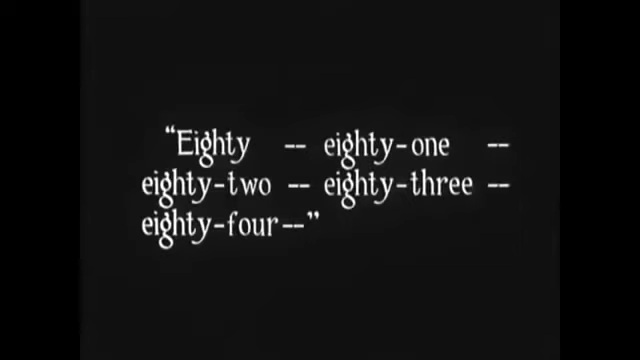 “Eighty -- eighty-one --
eighty-two -- eighty-three --
eighty-four--”